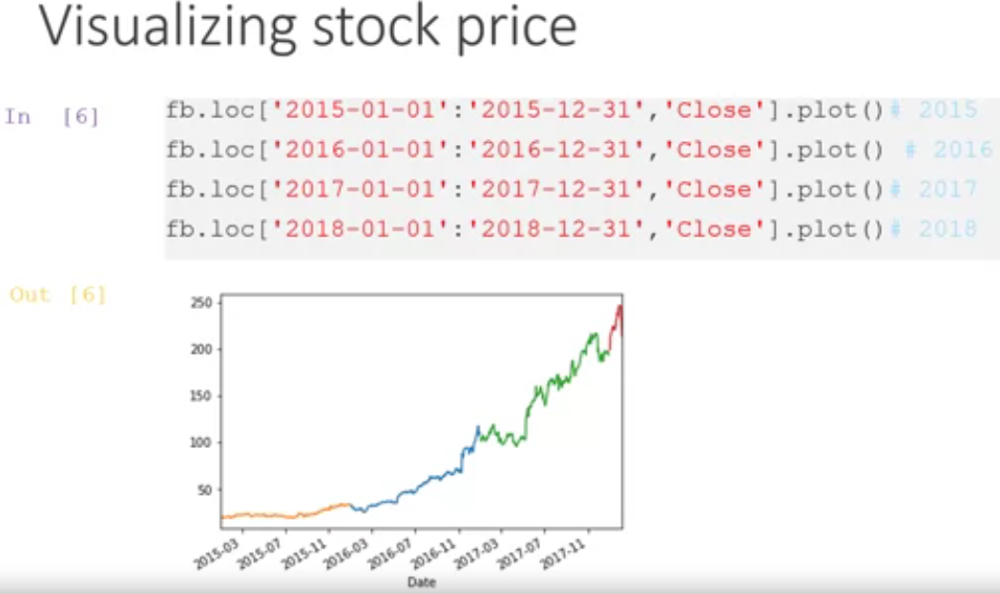 Visualizing stock price
In [6]
fb.loc['2015-01-01':'2015-12-31','Close'].plot()# 2015
fb.loc['2016-01-01':'2016-12-31','Close'].plot() # 2016
fb.loc['2017-01-01':'2017-12-31','Close'].plot()# 2017
fb.loc['2018-01-01':'2018-12-31','Close'].plot()# 2018
Out [6]
250
200
150
100
50
2015-03
2015-07
2015-11
2016-03
2016-07
2016-11
2017-03
2017-07
2017-11
Date